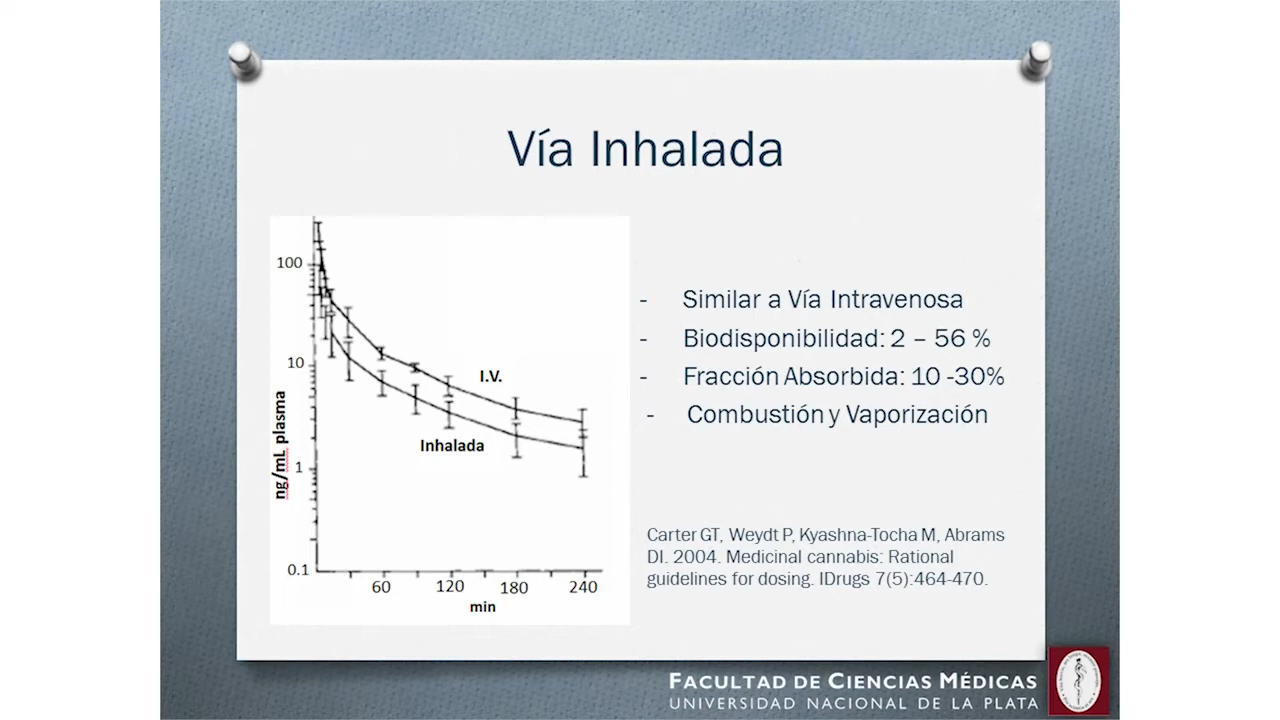 Vía Inhalada
100
10
1
0.1
ng/mL plasma
I.V.
Inhalada
60 120 180 240
min
- Similar a Vía Intravenosa
- Biodisponibilidad: 2 – 56 %
- Fracción Absorbida: 10 -30%
- Combustión y Vaporización
Carter GT, Weydt P, Kyashna-Tocha M, Abrams
DI. 2004. Medicinal cannabis: Rational
guidelines for dosing. IDrugs 7(5):464-470.
FACULTAD DE CIENCIAS MÉDICAS
UNIVERSIDAD NACIONAL DE LA PLATA